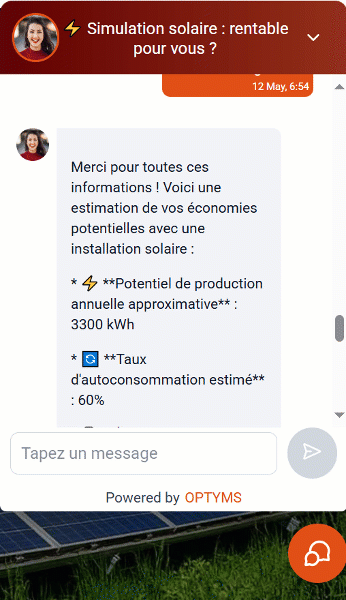 ⚡ Simulation solaire : rentable
pour vous ?
12 May, 6:54
Merci pour toutes ces
informations ! Voici une
estimation de vos économies
potentielles avec une
installation solaire :
* ⚡ **Potentiel de production
annuelle approximative** :
3300 kWh
* 🔄 **Taux
d'autoconsommation estimé**
: 60%
Tapez un message
Powered by OPTYMS